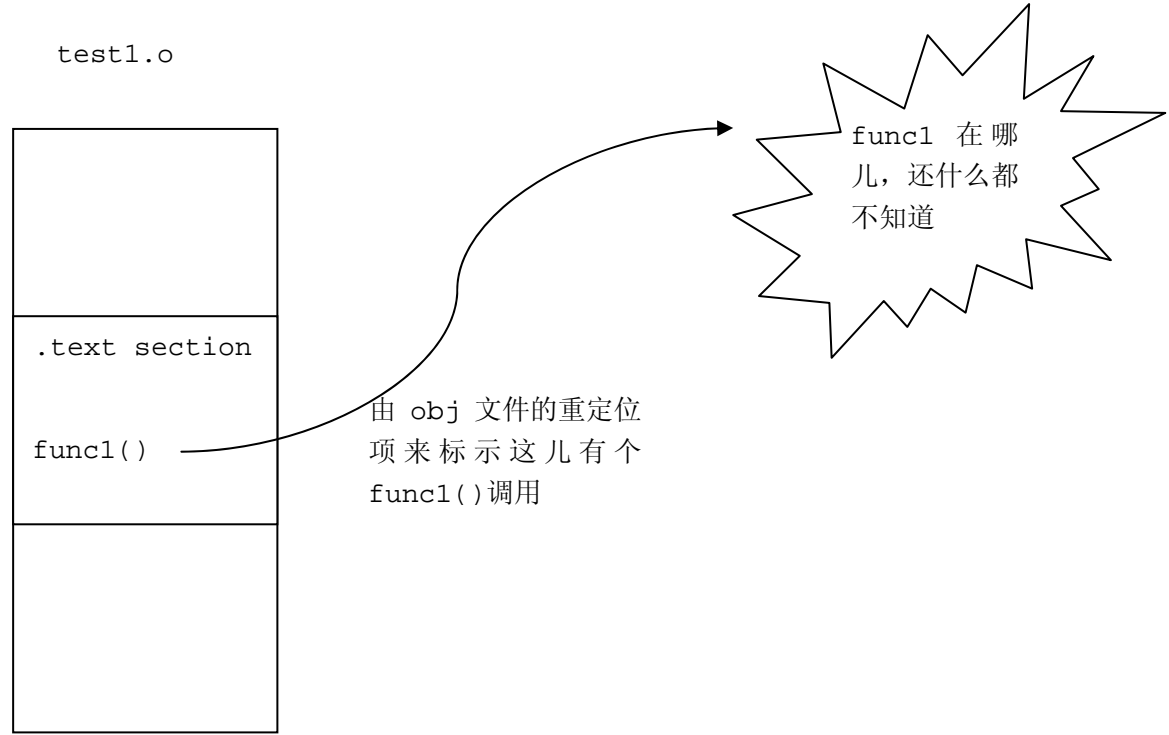 test1.o
func1 在哪
儿，还什么都
不知道
.text section
func1()
由 obj 文件的重定位
项来标示这儿有个
func1()调用